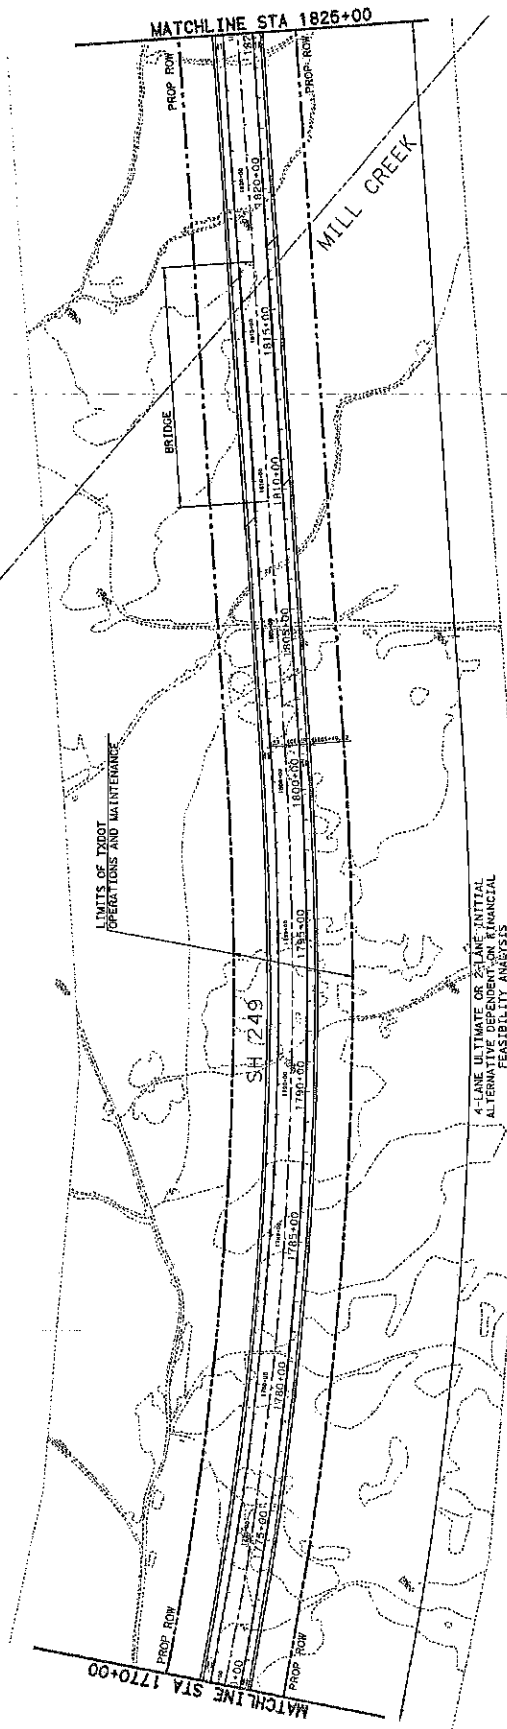 MATCHLINE STA 1825+00
PROP ROW
PROP ROW
1820+00
MILL CREEK
1815+00
BRIDGE
1810+00
1805+00
LIMITS OF TXDOT
OPERATIONS AND MAINTENANCE
1800+00
1795+00
SH 249
1790+00
4-LANE ULTIMATE OR 2-LANE INITIAL
ALTERNATIVE DEPENDENT ON FINANCIAL
FEASIBILITY ANALYSIS
1785+00
1780+00
1775+00
PROP ROW
PROP ROW
MATCHLINE STA 1770+00